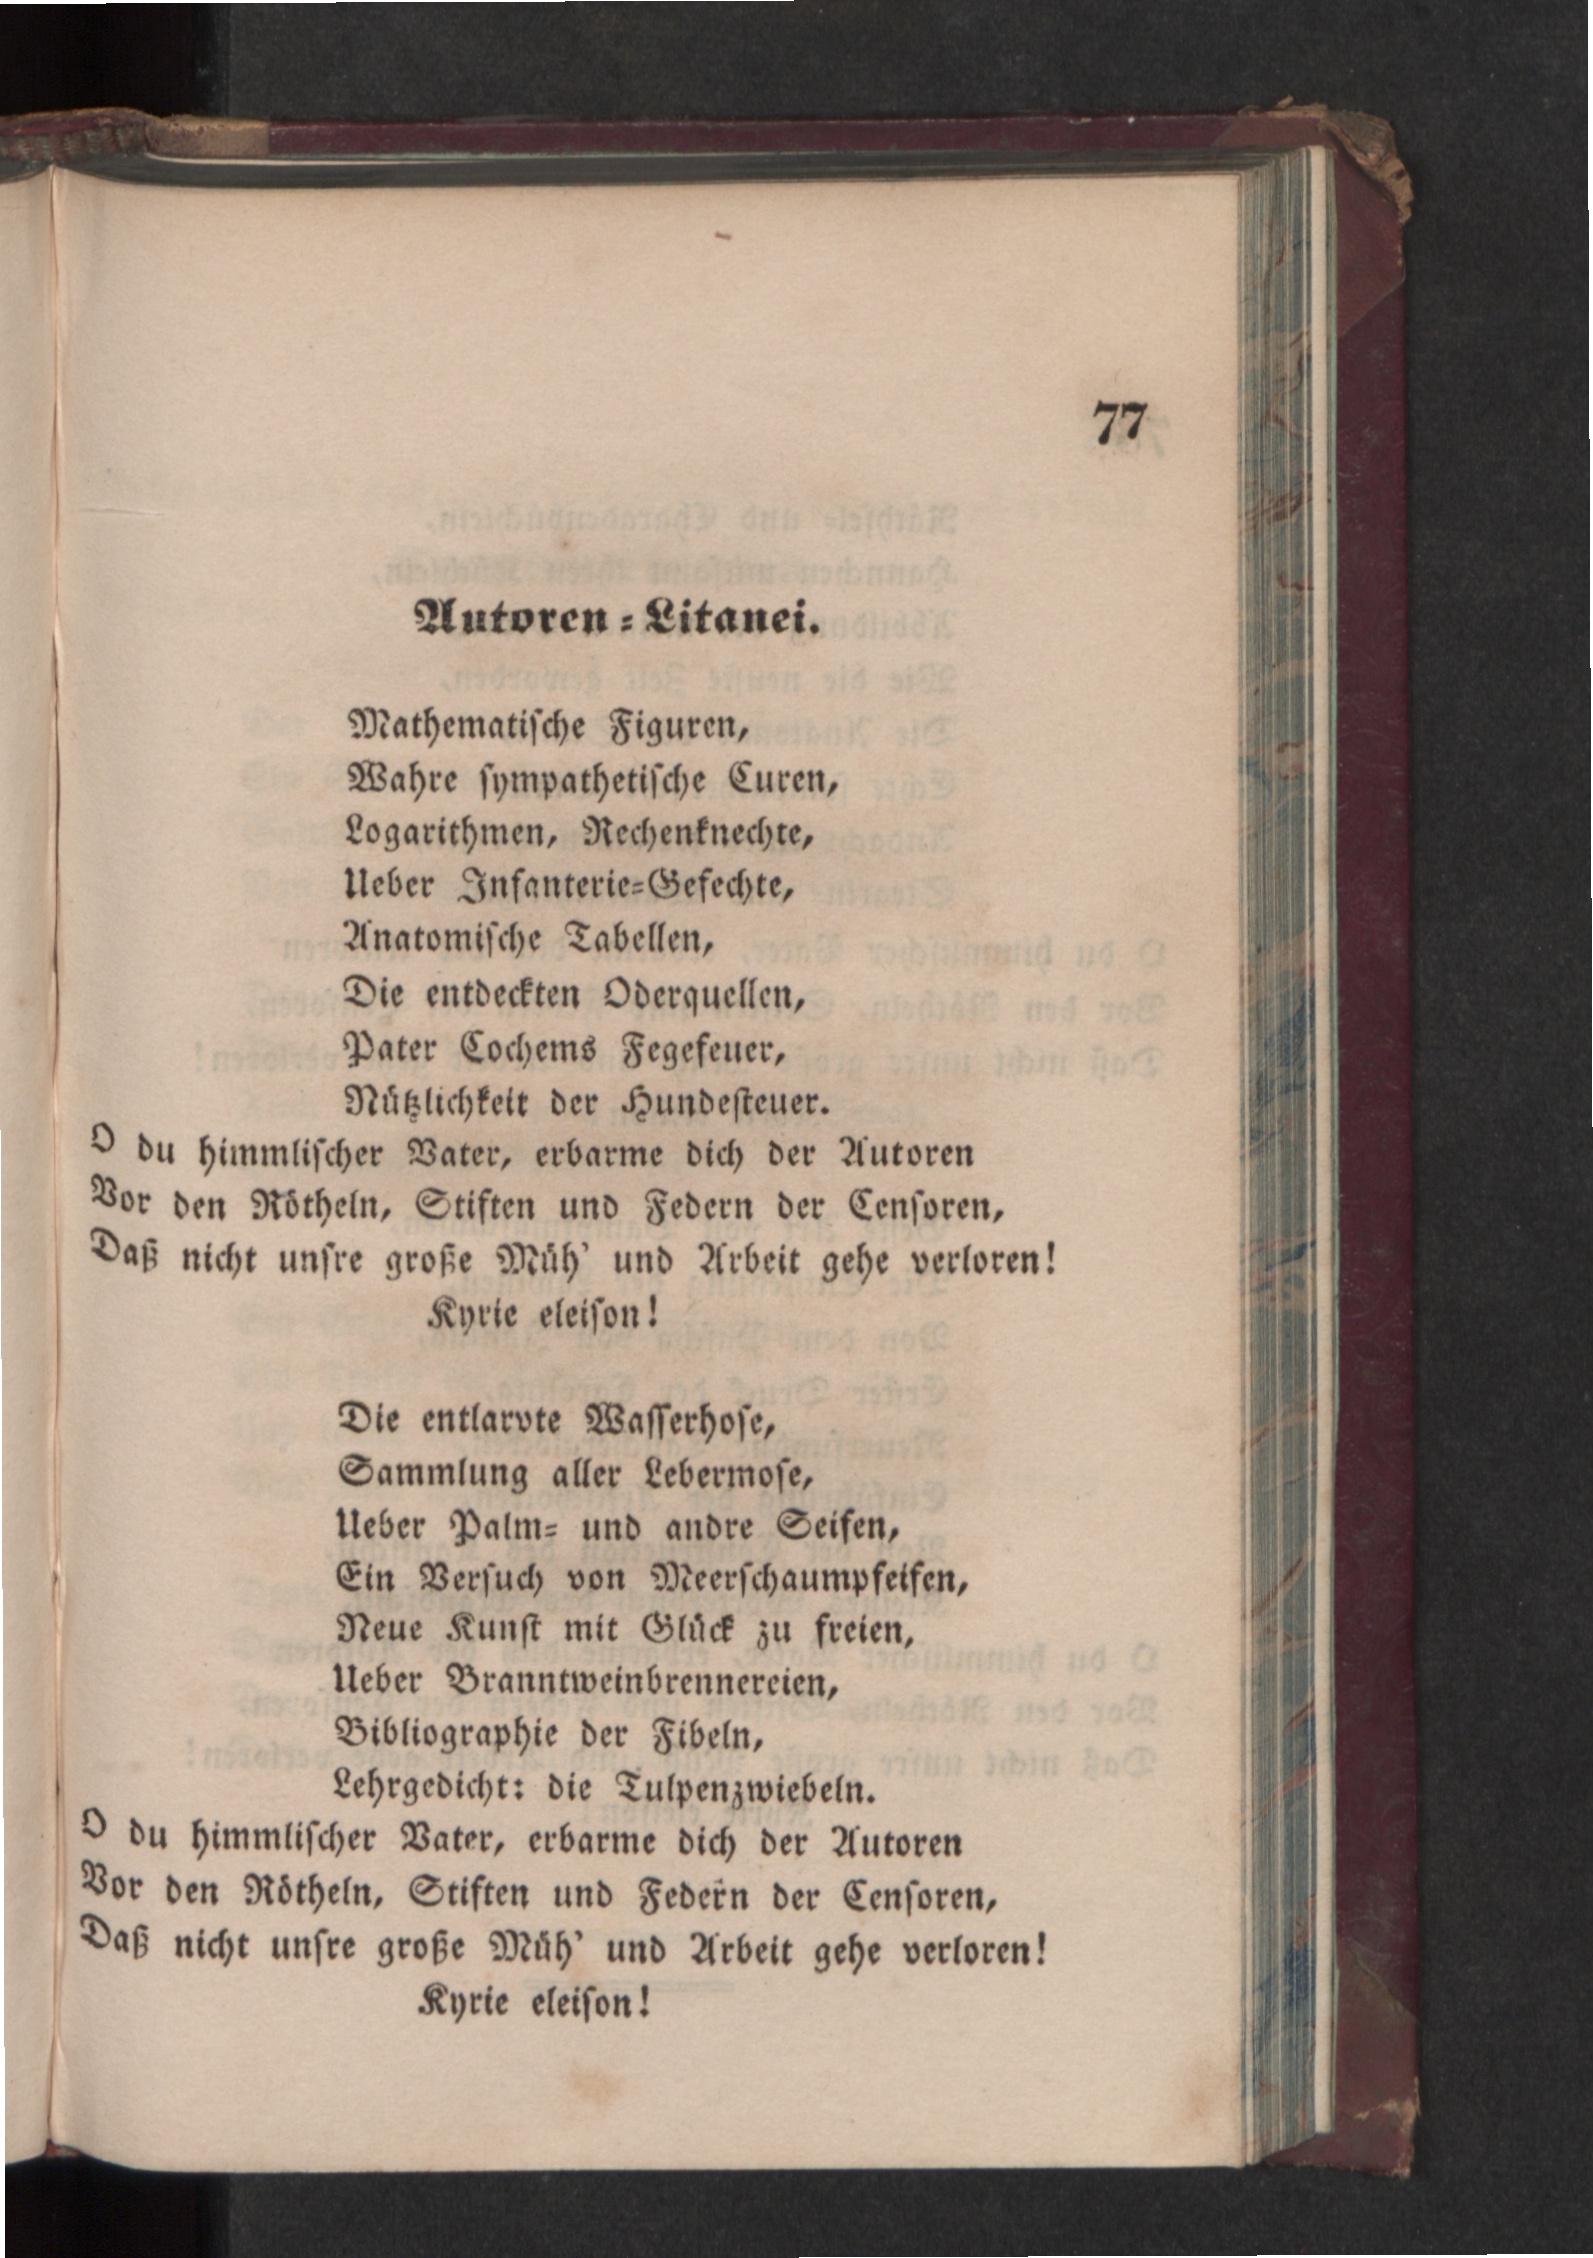 77
Autoren-Litanei.
Mathematische Figuren,
Wahre sympathetische Curen,
Logarithmen, Rechenknechte,
Ueber Infanterie-Gefechte,
Anatomische Tabellen,
Die entdeckten Oderquellen,
Pater Cochems Fegefeuer,
Nützlichkeit der Hundesteuer.
O du himmlischer Vater, erbarme dich der Autoren
Vor den Rötheln, Stiften und Federn der Censoren,
Daß nicht unsre große Müh' und Arbeit gehe verloren!
Kyrie eleison!
Die entlarvte Wasserhose,
Sammlung aller Lebermose,
Ueber Palm- und andre Seifen,
Ein Versuch von Meerschaumpfeifen,
Neue Kunst mit Glück zu freien,
Ueber Branntweinbrennereien,
Bibliographie der Fibeln,
Lehrgedicht: die Tulpenzwiebeln.
O du himmlischer Vater, erbarme dich der Autoren
Vor den Rötheln, Stiften und Federn der Censoren,
Daß nicht unsre große Müh' und Arbeit gehe verloren!
Kyrie eleison!